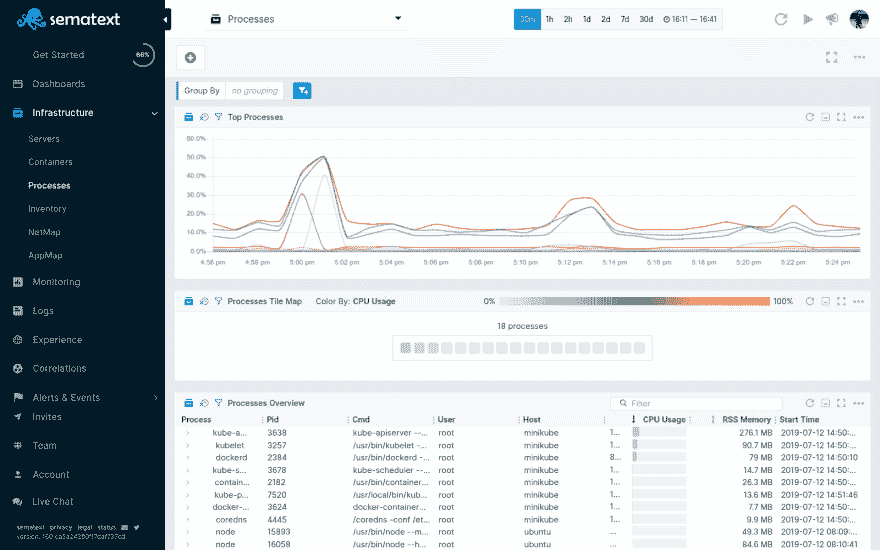 sematext
Processes
1h 2h 1d 2d 7d 30d 16:11 — 16:41
Get Started 66%
Dashboards
Infrastructure
Servers
Containers
Processes
Inventory
NetMap
AppMap
Monitoring
Logs
Experience
Correlations
Alerts & Events
Invites
Team
Account
Live Chat
sematext privacy legal status
Group By no grouping
Top Processes
60.0%
50.0%
40.0%
30.0%
20.0%
10.0%
0.0%
4:56 pm 4:58 pm 5:00 pm 5:02 pm 5:04 pm 5:06 pm 5:08 pm 5:10 pm 5:12 pm 5:14 pm 5:16 pm 5:18 pm 5:20 pm 5:22 pm 5:24 pm
Processes Tile Map Color By: CPU Usage 0% 100%
18 processes
Processes Overview Filter
Process Pid Cmd User Host CPU Usage RSS Memory Start Time
kube-a... 3638 kube-apiserver --... root minikube 1... 276.1 MB 2019-07-12 14:50:...
kubelet 3257 /usr/bin/kubelet -... root minikube 1... 90.7 MB 2019-07-12 14:50:...
dockerd 2384 /usr/bin/dockerd -... root minikube 8... 79 MB 2019-07-12 14:50:10
kube-s... 3678 kube-scheduler --... root minikube 1... 14.7 MB 2019-07-12 14:50:...
contain... 2182 /usr/bin/container... root minikube 1... 26.3 MB 2019-07-12 14:50:...
kube-p... 7520 /usr/local/bin/kub... root minikube 1... 13.6 MB 2019-07-12 14:51:46
docker-... 3624 docker-container... root minikube 1... 7.7 MB 2019-07-12 14:50:...
coredns 4445 /coredns -conf /et... root minikube 1... 9.9 MB 2019-07-12 14:50:...
node 15893 /usr/bin/node --m... root ubuntu ... 49.3 MB 2019-07-12 08:09:...
node 16058 /usr/bin/node --h... root ubuntu ... 84.6 MB 2019-07-12 08:10:41